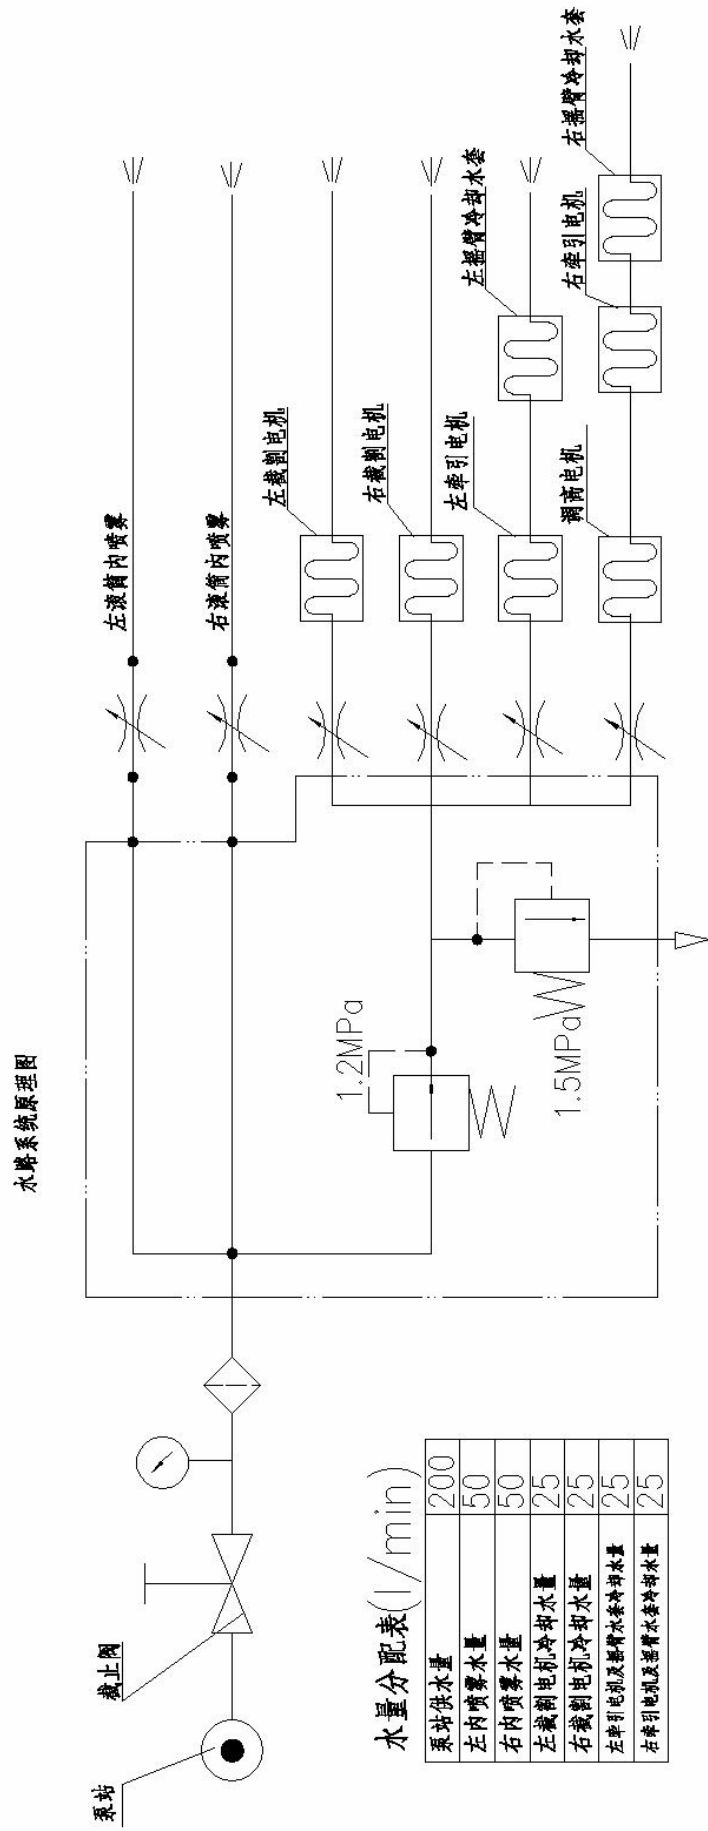 水路系统原理图
泵站
截止阀
左滚筒内喷雾
右滚筒内喷雾
左截割电机
右截割电机
左牵引电机
左摇臂冷却水套
调高电机
右牵引电机
右摇臂冷却水套
1.2MPa
1.5MPa
水量分配表(l/min)
泵站供水量 200
左内喷雾水量 50
右内喷雾水量 50
左截割电机冷却水量 25
右截割电机冷却水量 25
左牵引电机及摇臂水套冷却水量 25
右牵引电机及摇臂水套冷却水量 25